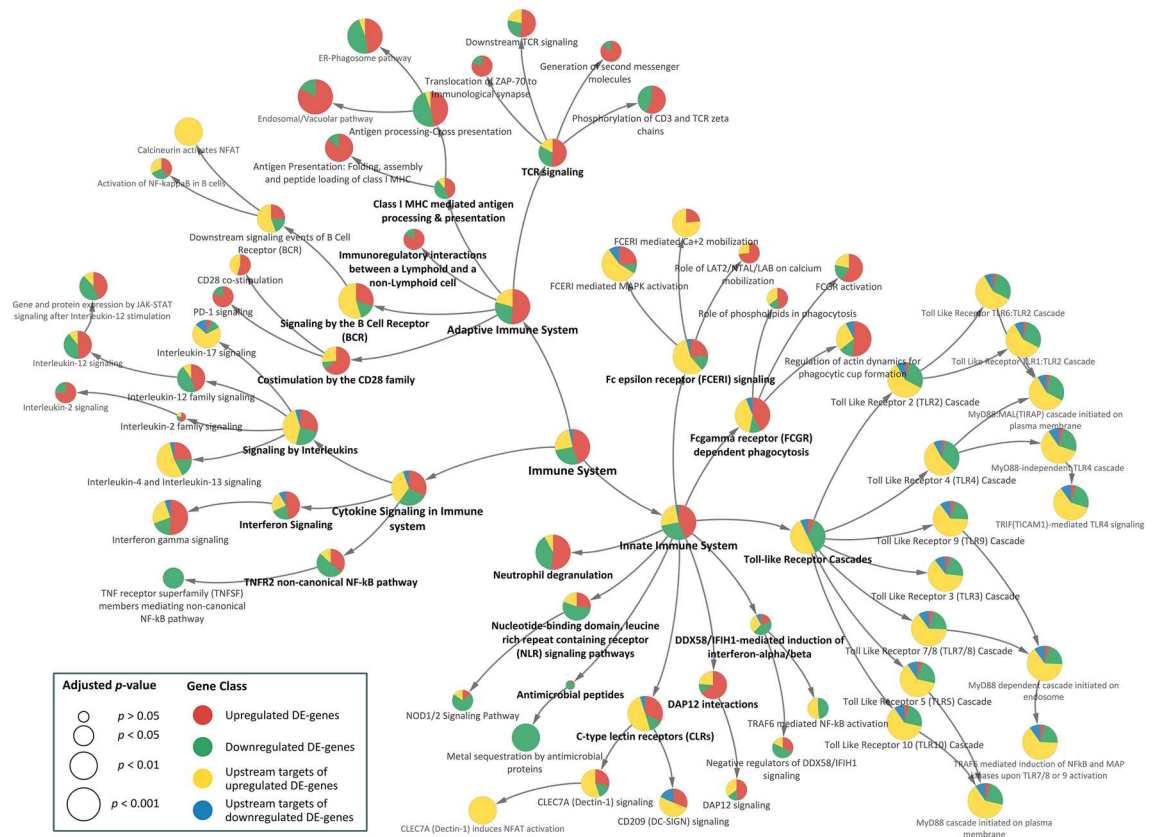 ER-Phagosome pathway
Downstream TCR signaling
Translocation of ZAP-70 to
Immunological synapse
Generation of second messenger
molecules
Endosomal/Vacuolar pathway
Antigen processing-Cross presentation
Phosphorylation of CD3 and TCR zeta
chains
Calcineurin activates NFAT
Antigen Presentation: Folding, assembly
and peptide loading of class I MHC
TCR signaling
Activation of NF-kappaB in B cells
Class I MHC mediated antigen
processing & presentation
Downstream signaling events of B Cell
Receptor (BCR)
Immunoregulatory interactions
between a Lymphoid and a
non-Lymphoid cell
FCERI mediated Ca+2 mobilization
Role of LAT2/NTAL/LAB on calcium
mobilization
FCERI mediated MAPK activation
FCGR activation
CD28 co-stimulation
Gene and protein expression by JAK-STAT
signaling after Interleukin-12 stimulation
PD-1 signaling
Signaling by the B Cell Receptor
(BCR)
Adaptive Immune System
Role of phospholipids in phagocytosis
Toll Like Receptor TLR6:TLR2 Cascade
Interleukin-17 signaling
Interleukin-12 signaling
Costimulation by the CD28 family
Fc epsilon receptor (FCERI) signaling
Regulation of actin dynamics for
phagocytic cup formation
Toll Like Receptor TLR1:TLR2 Cascade
Interleukin-12 family signaling
Interleukin-2 signaling
Interleukin-2 family signaling
Toll Like Receptor 2 (TLR2) Cascade
MyD88:MAL(TIRAP) cascade initiated on
plasma membrane
Signaling by Interleukins
Fcgamma receptor (FCGR)
dependent phagocytosis
Immune System
Interleukin-4 and Interleukin-13 signaling
Toll Like Receptor 4 (TLR4) Cascade
MyD88-independent TLR4 cascade
Cytokine Signaling in Immune
system
Interferon Signaling
Interferon gamma signaling
TRIF(TICAM1)-mediated TLR4 signaling
Innate Immune System
Toll-like Receptor Cascades
Toll Like Receptor 9 (TLR9) Cascade
Neutrophil degranulation
TNFR2 non-canonical NF-kB pathway
TNF receptor superfamily (TNFSF)
members mediating non-canonical
NF-kB pathway
Toll Like Receptor 3 (TLR3) Cascade
Nucleotide-binding domain, leucine
rich repeat containing receptor
(NLR) signaling pathways
DDX58/IFIH1-mediated induction of
interferon-alpha/beta
Toll Like Receptor 7/8 (TLR7/8) Cascade
MyD88 dependent cascade initiated on
endosome
Antimicrobial peptides
DAP12 interactions
Toll Like Receptor 5 (TLR5) Cascade
NOD1/2 Signaling Pathway
TRAF6 mediated NF-kB activation
C-type lectin receptors (CLRs)
Toll Like Receptor 10 (TLR10) Cascade
Metal sequestration by antimicrobial
proteins
Negative regulators of DDX58/IFIH1
signaling
TRAF6 mediated induction of NFkB and MAP
kinases upon TLR7/8 or 9 activation
CLEC7A (Dectin-1) signaling
DAP12 signaling
CD209 (DC-SIGN) signaling
CLEC7A (Dectin-1) induces NFAT activation
MyD88 cascade initiated on plasma
membrane
Adjusted p-value
p > 0.05
p < 0.05
p < 0.01
p < 0.001
Gene Class
Upregulated DE-genes
Downregulated DE-genes
Upstream targets of
upregulated DE-genes
Upstream targets of
downregulated DE-genes